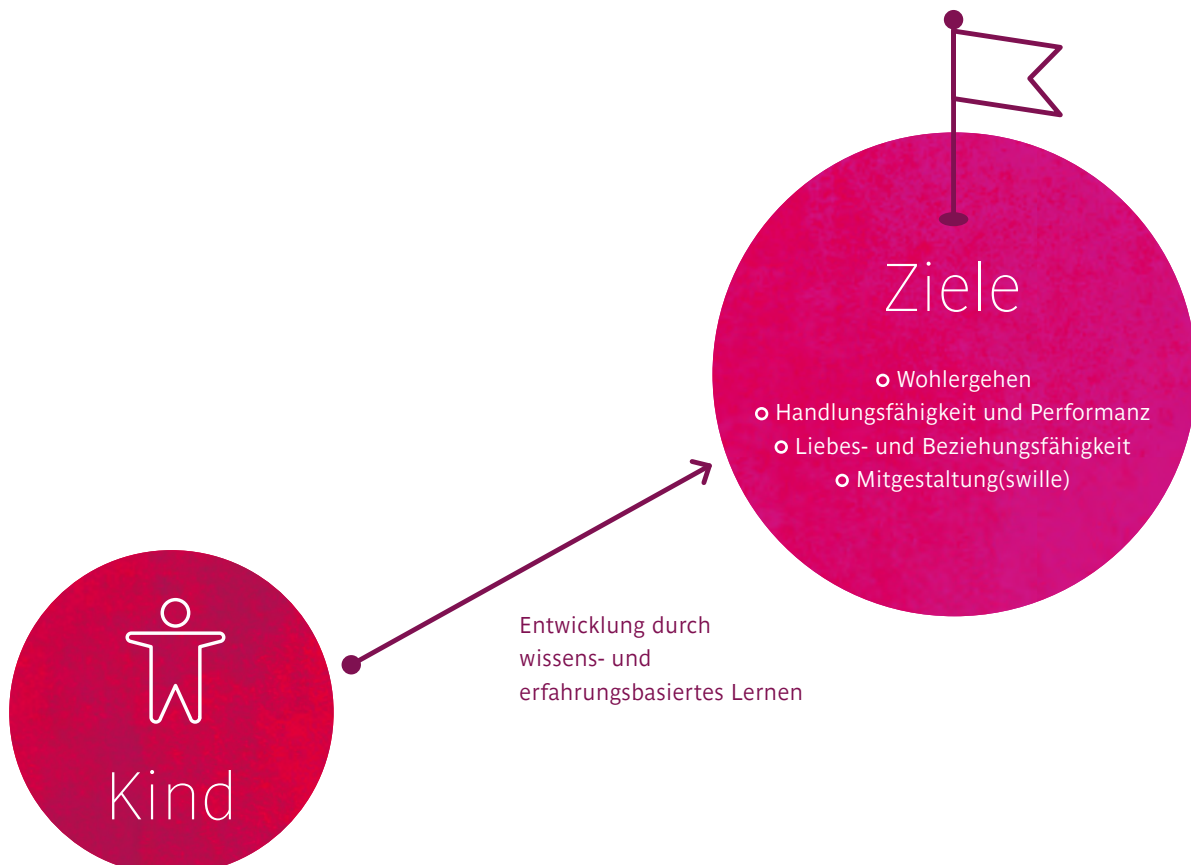 Ziele
Wohlergehen
Handlungsfähigkeit und Performanz
Liebes- und Beziehungsfähigkeit
Mitgestaltung(swille)
Entwicklung durch
wissens- und
erfahrungsbasiertes Lernen
Kind